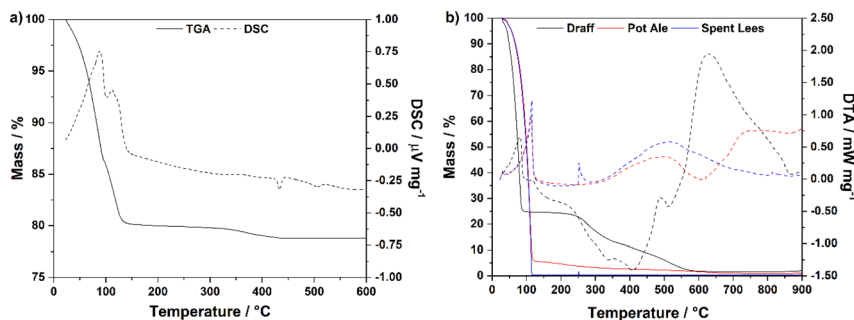 a)
TGA
DSC
100
95
90
85
80
75
Mass / %
1.00
0.75
0.50
0.25
0.00
-0.25
-0.50
-0.75
-1.00
DSC / μV mg⁻¹
0 100 200 300 400 500 600
Temperature / °C
b)
Draff
Pot Ale
Spent Lees
100
90
80
70
60
50
40
30
20
10
0
Mass / %
2.50
2.00
1.50
1.00
0.50
0.00
-0.50
-1.00
-1.50
DTA / mW mg⁻¹
0 100 200 300 400 500 600 700 800 900
Temperature / °C